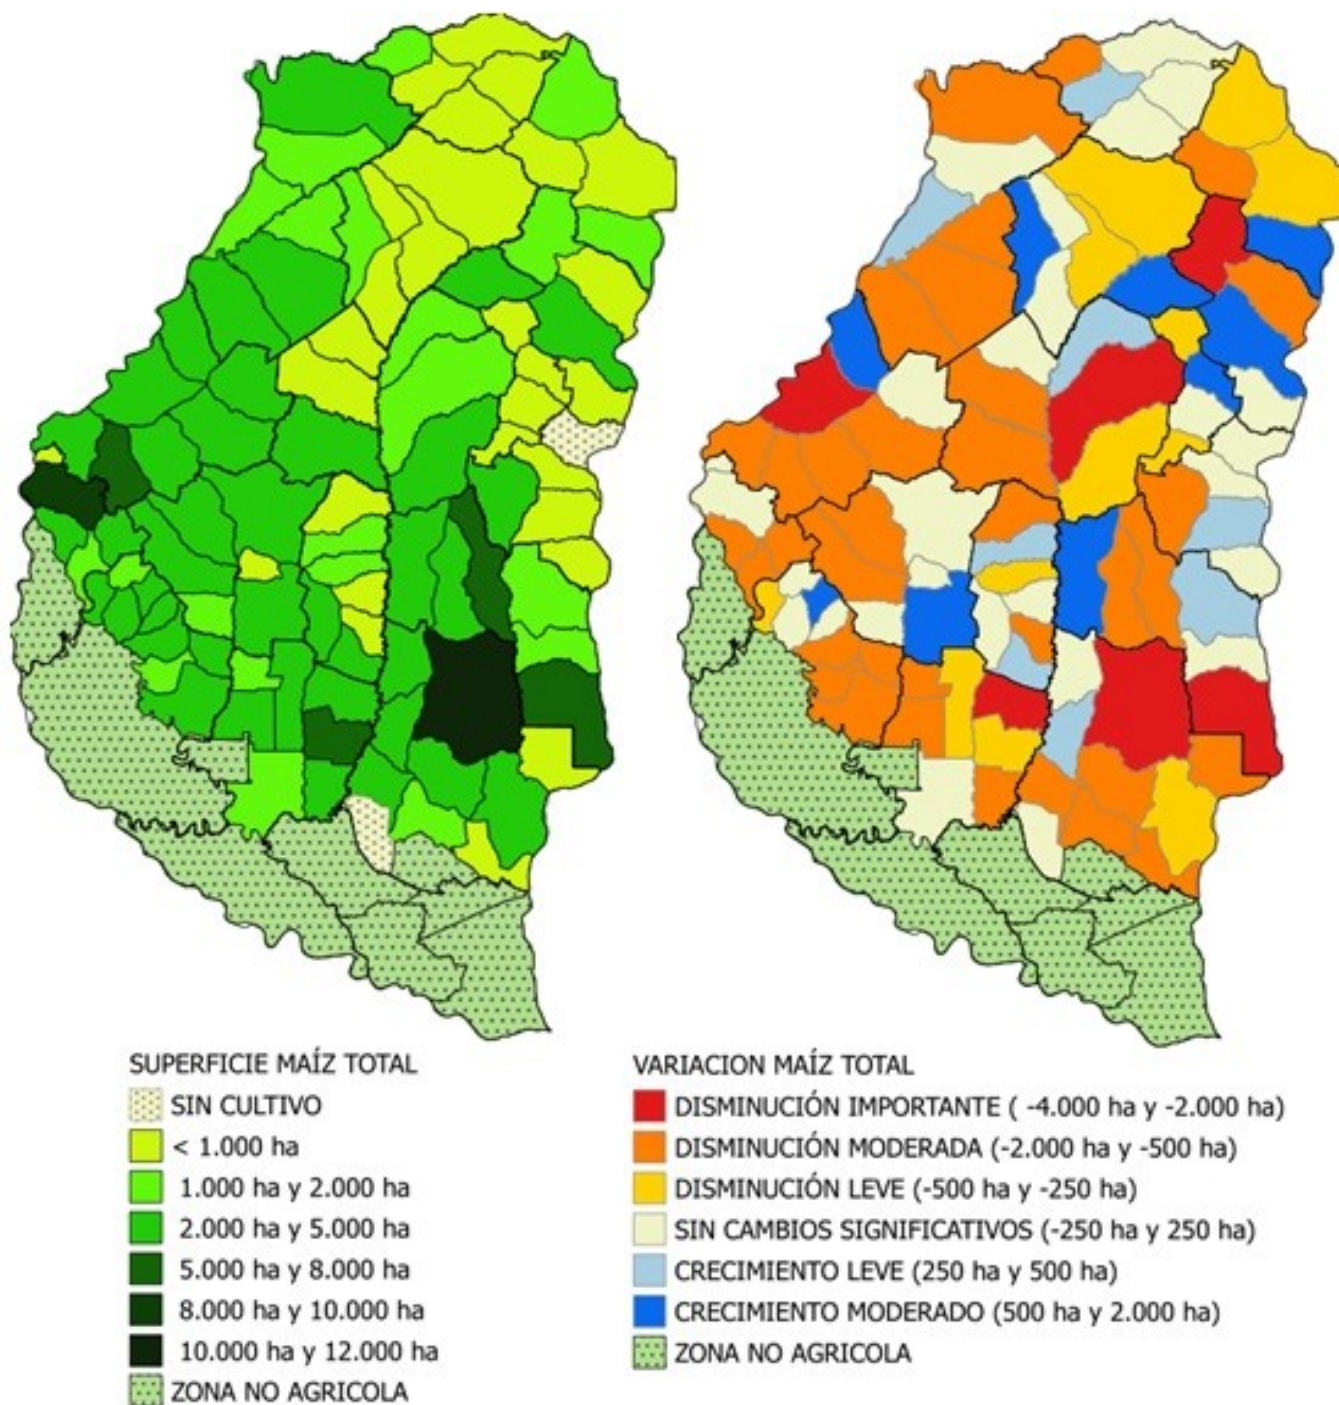 SUPERFICIE MAÍZ TOTAL
SIN CULTIVO
< 1.000 ha
1.000 ha y 2.000 ha
2.000 ha y 5.000 ha
5.000 ha y 8.000 ha
8.000 ha y 10.000 ha
10.000 ha y 12.000 ha
ZONA NO AGRICOLA
VARIACION MAÍZ TOTAL
DISMINUCIÓN IMPORTANTE ( -4.000 ha y -2.000 ha)
DISMINUCIÓN MODERADA (-2.000 ha y -500 ha)
DISMINUCIÓN LEVE (-500 ha y -250 ha)
SIN CAMBIOS SIGNIFICATIVOS (-250 ha y 250 ha)
CRECIMIENTO LEVE (250 ha y 500 ha)
CRECIMIENTO MODERADO (500 ha y 2.000 ha)
ZONA NO AGRICOLA